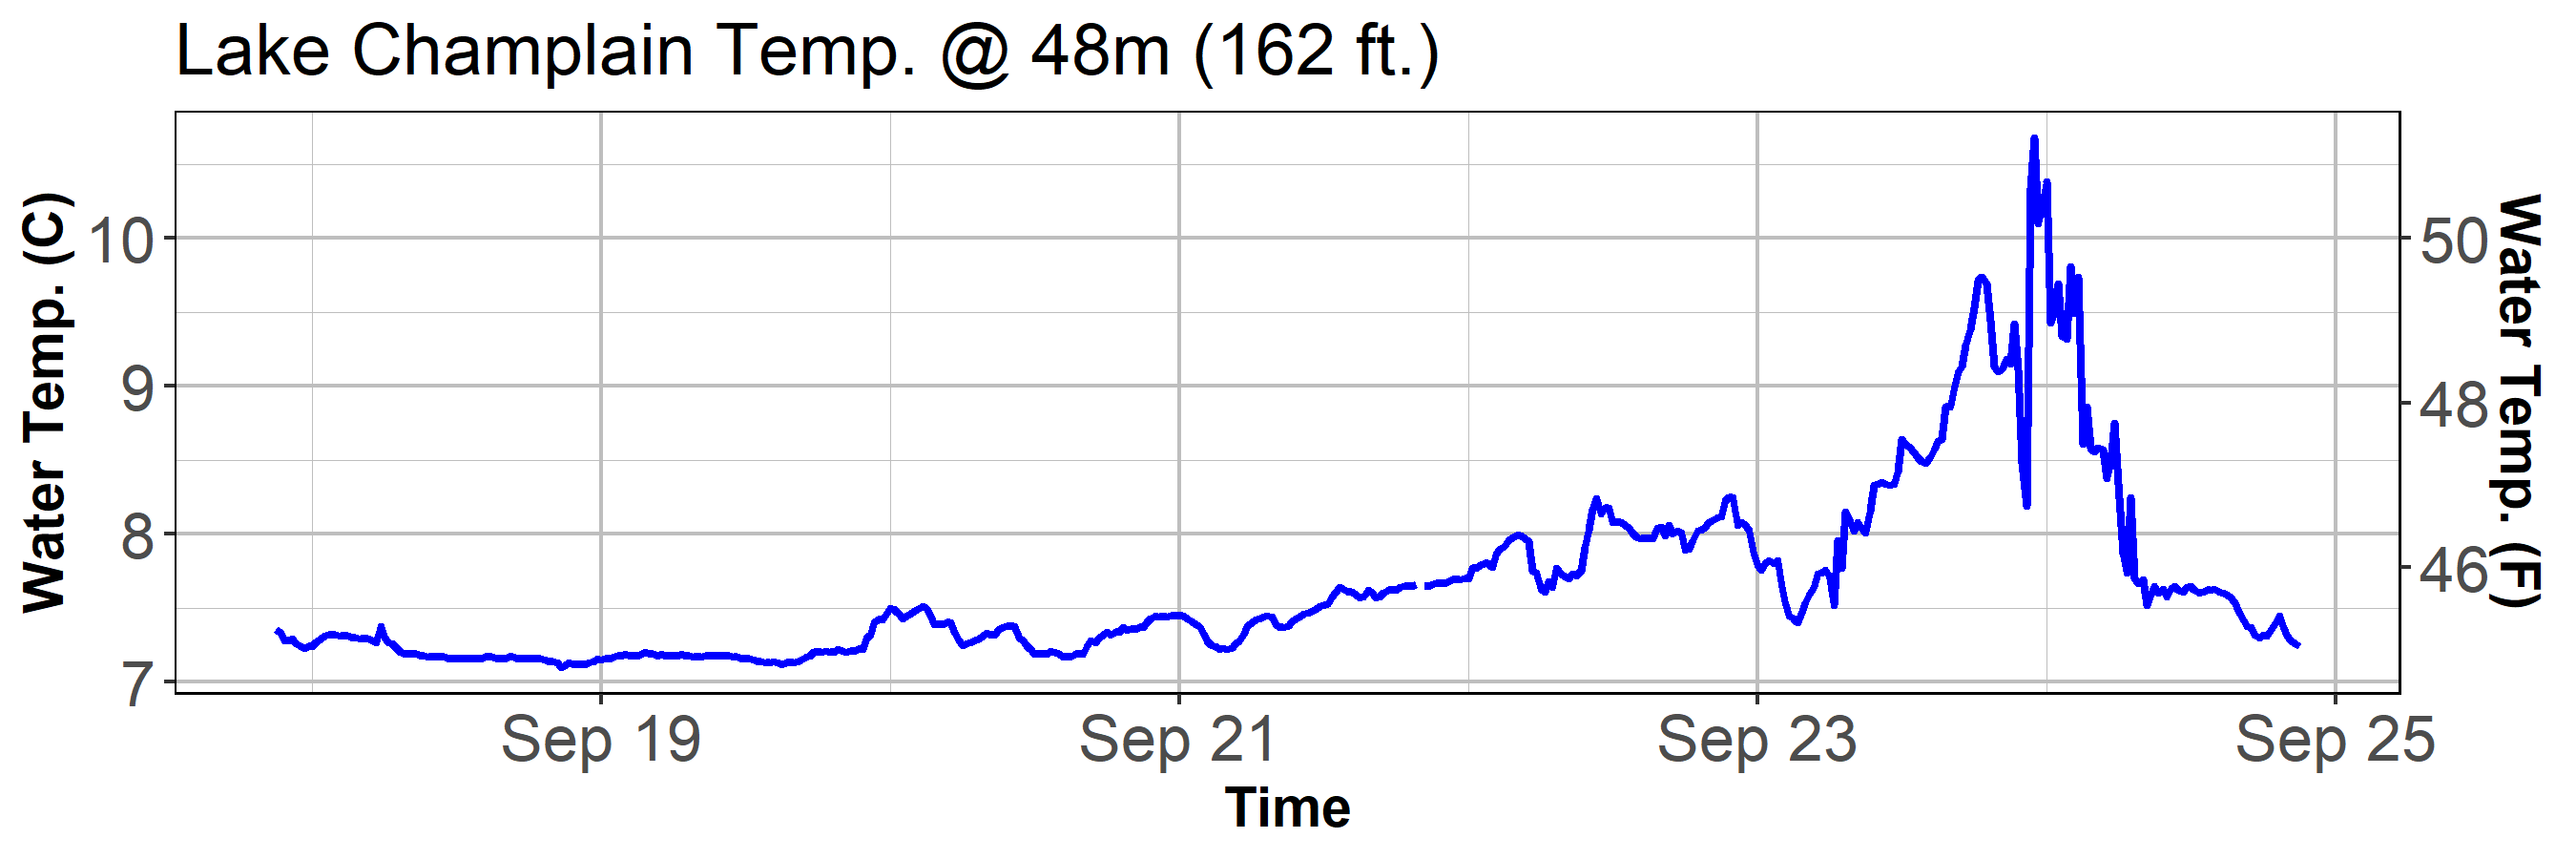 Lake Champlain Temp. @ 48m (162 ft.)
Water Temp. (C)
10
9
8
7
50
48
46
Water Temp. (F)
Sep 19 Sep 21 Sep 23 Sep 25
Time